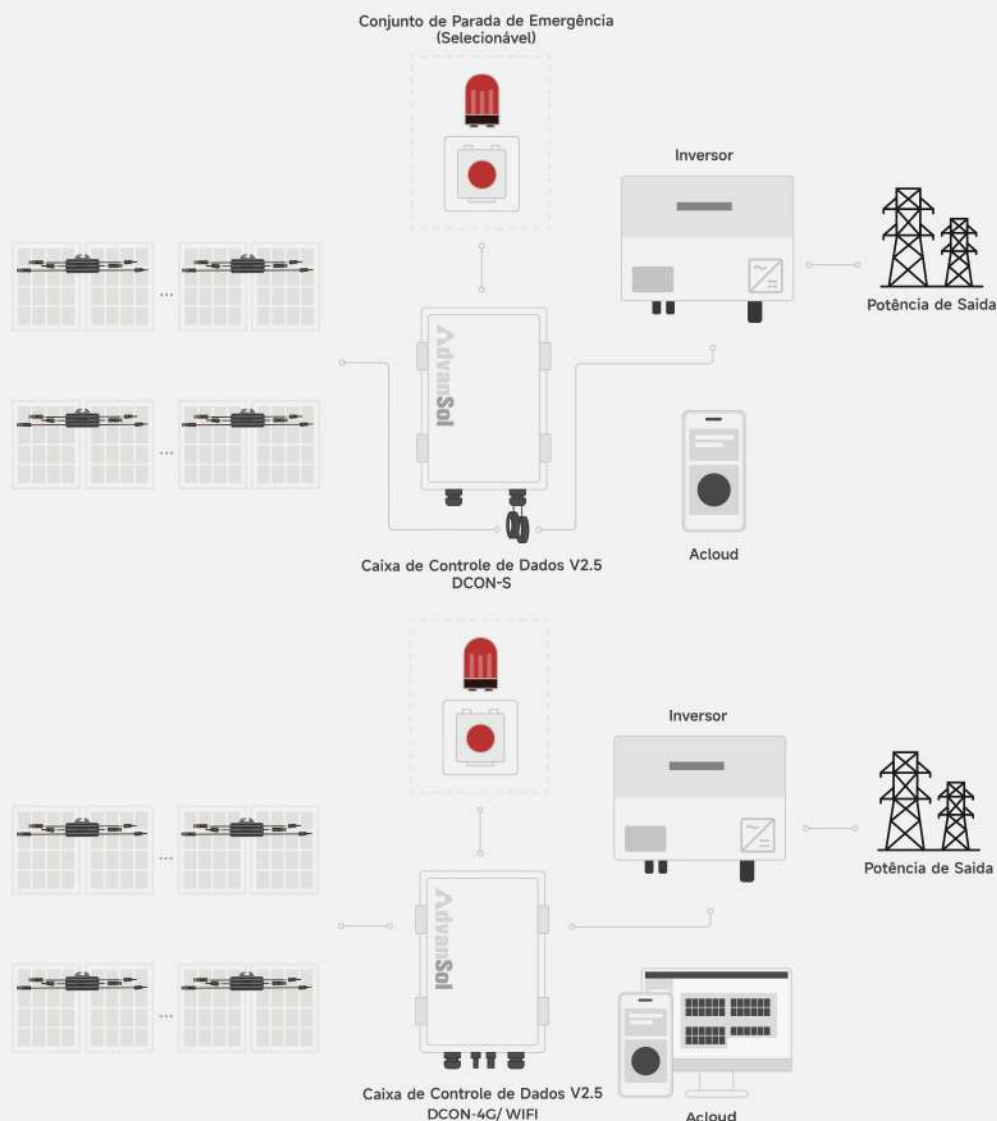 Conjunto de Parada de Emergência
(Selecionável)
Inversor
Potência de Saida
AdvanSol
Acloud
Caixa de Controle de Dados V2.5
DCON-S
Inversor
Potência de Saida
AdvanSol
Caixa de Controle de Dados V2.5
DCON-4G/ WIFI
Acloud